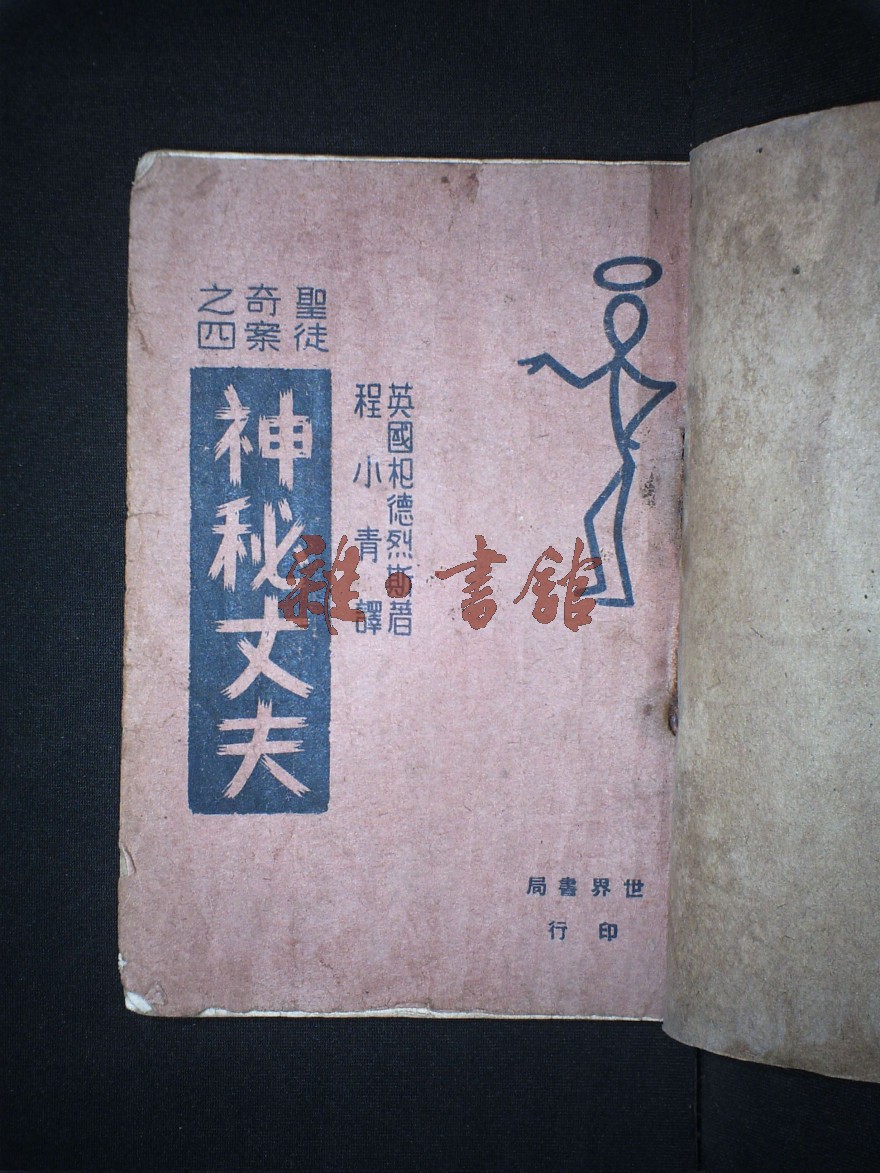 聖徒
奇案
之四
神秘丈夫
英國杞德烈斯著
程小青譯
世界書局
印行
雜·書館